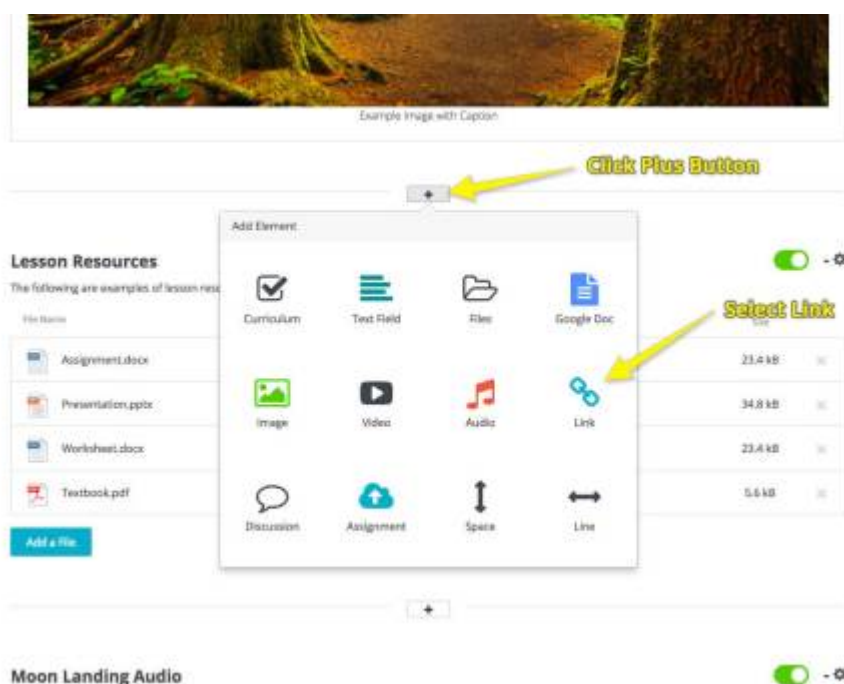 Example Image with Caption
Click Plus Button
Add Element
Lesson Resources
The following are examples of lesson
Curriculum
Text Field
Files
Google Doc
Select Link
File Name
Size
Assignment.docx
23.4 kB
Presentation.pptx
34.8 kB
Image
Video
Audio
Link
Worksheet.docx
23.4 kB
Textbook.pdf
5.6 kB
Discussion
Assignment
Space
Line
Add a File
Moon Landing Audio